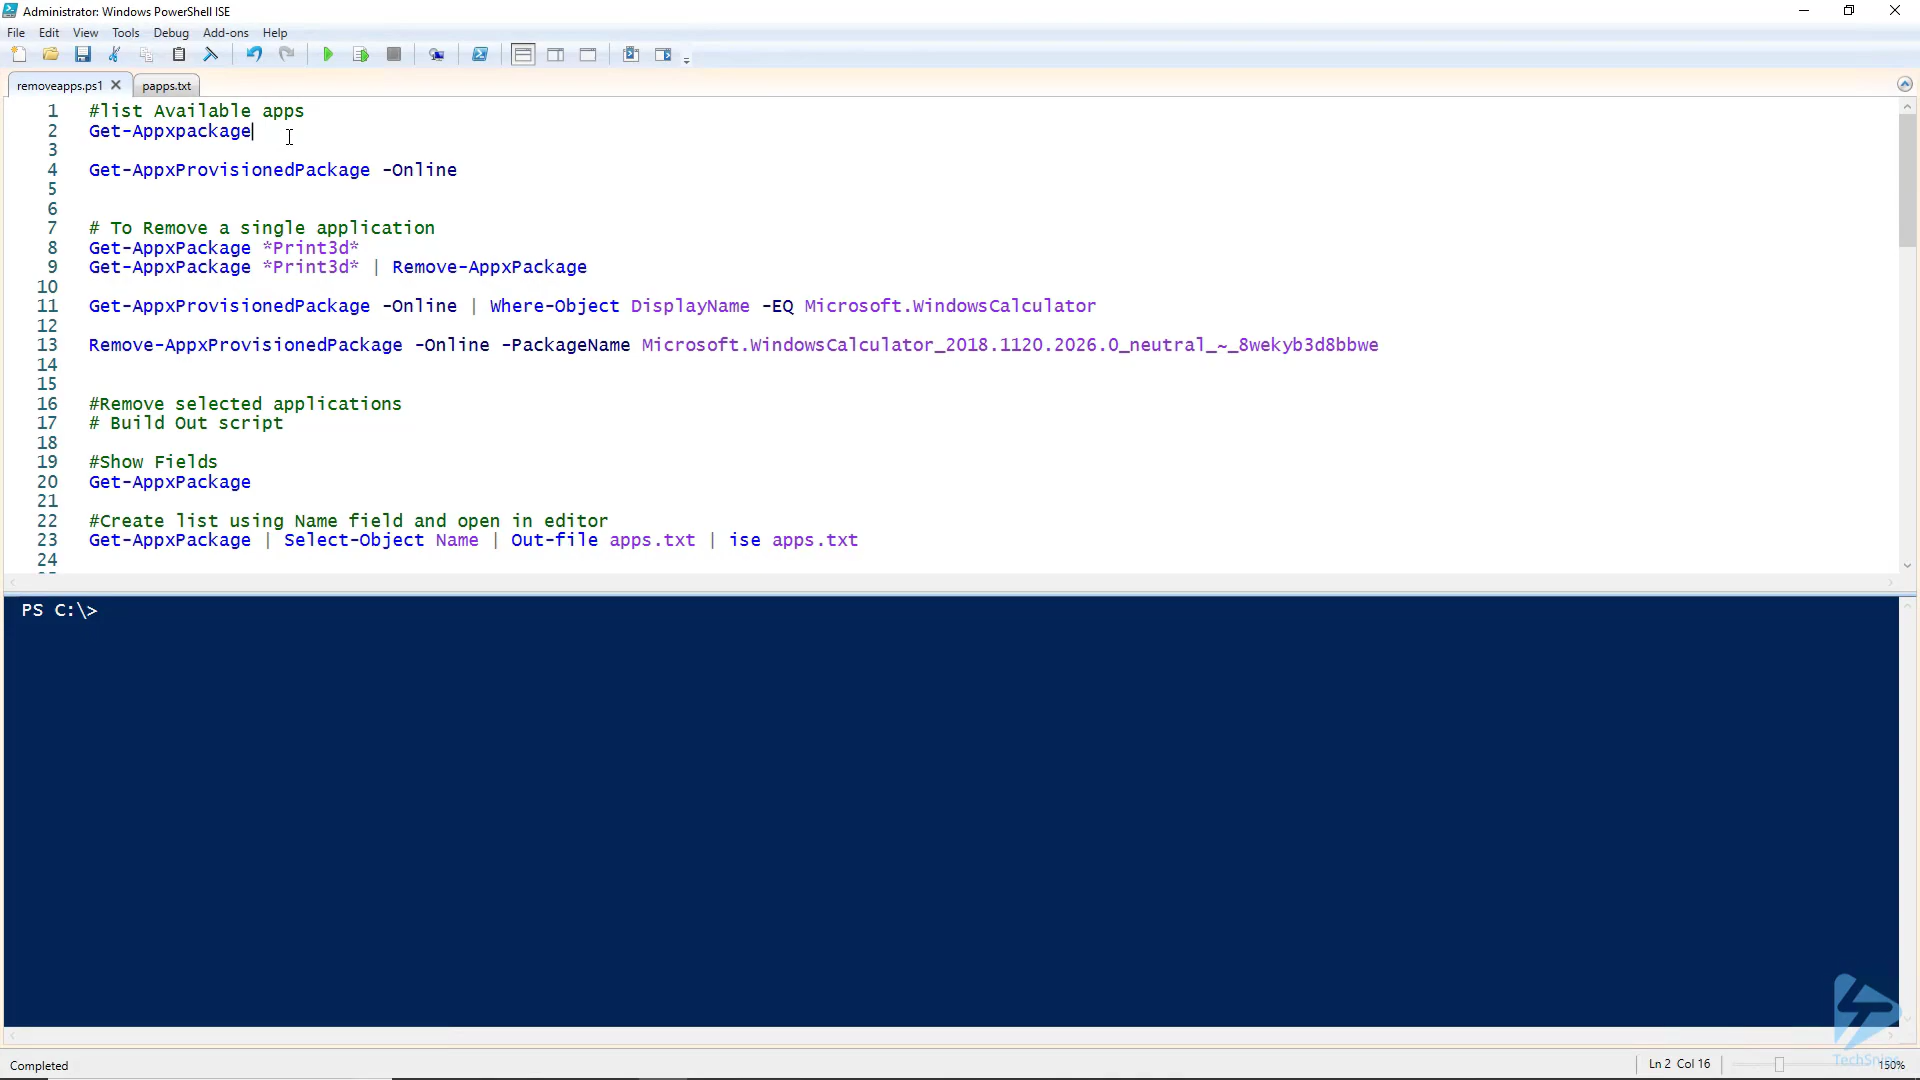 Administrator: Windows PowerShell ISE
File Edit View Tools Debug Add-ons Help
removeapps.ps1 papps.txt
1 #list Available apps
2 Get-Appxpackage
3
4 Get-AppxProvisionedPackage -Online
5
6
7 # To Remove a single application
8 Get-AppxPackage *Print3d*
9 Get-AppxPackage *Print3d* | Remove-AppxPackage
10
11 Get-AppxProvisionedPackage -Online | Where-Object DisplayName -EQ Microsoft.WindowsCalculator
12
13 Remove-AppxProvisionedPackage -Online -PackageName Microsoft.WindowsCalculator_2018.1120.2026.0_neutral_~_8wekyb3d8bbwe
14
15
16 #Remove selected applications
17 # Build Out script
18
19 #Show Fields
20 Get-AppxPackage
21
22 #Create list using Name field and open in editor
23 Get-AppxPackage | Select-Object Name | Out-file apps.txt | ise apps.txt
24
PS C:\>
Completed
Ln 2 Col 16
150%